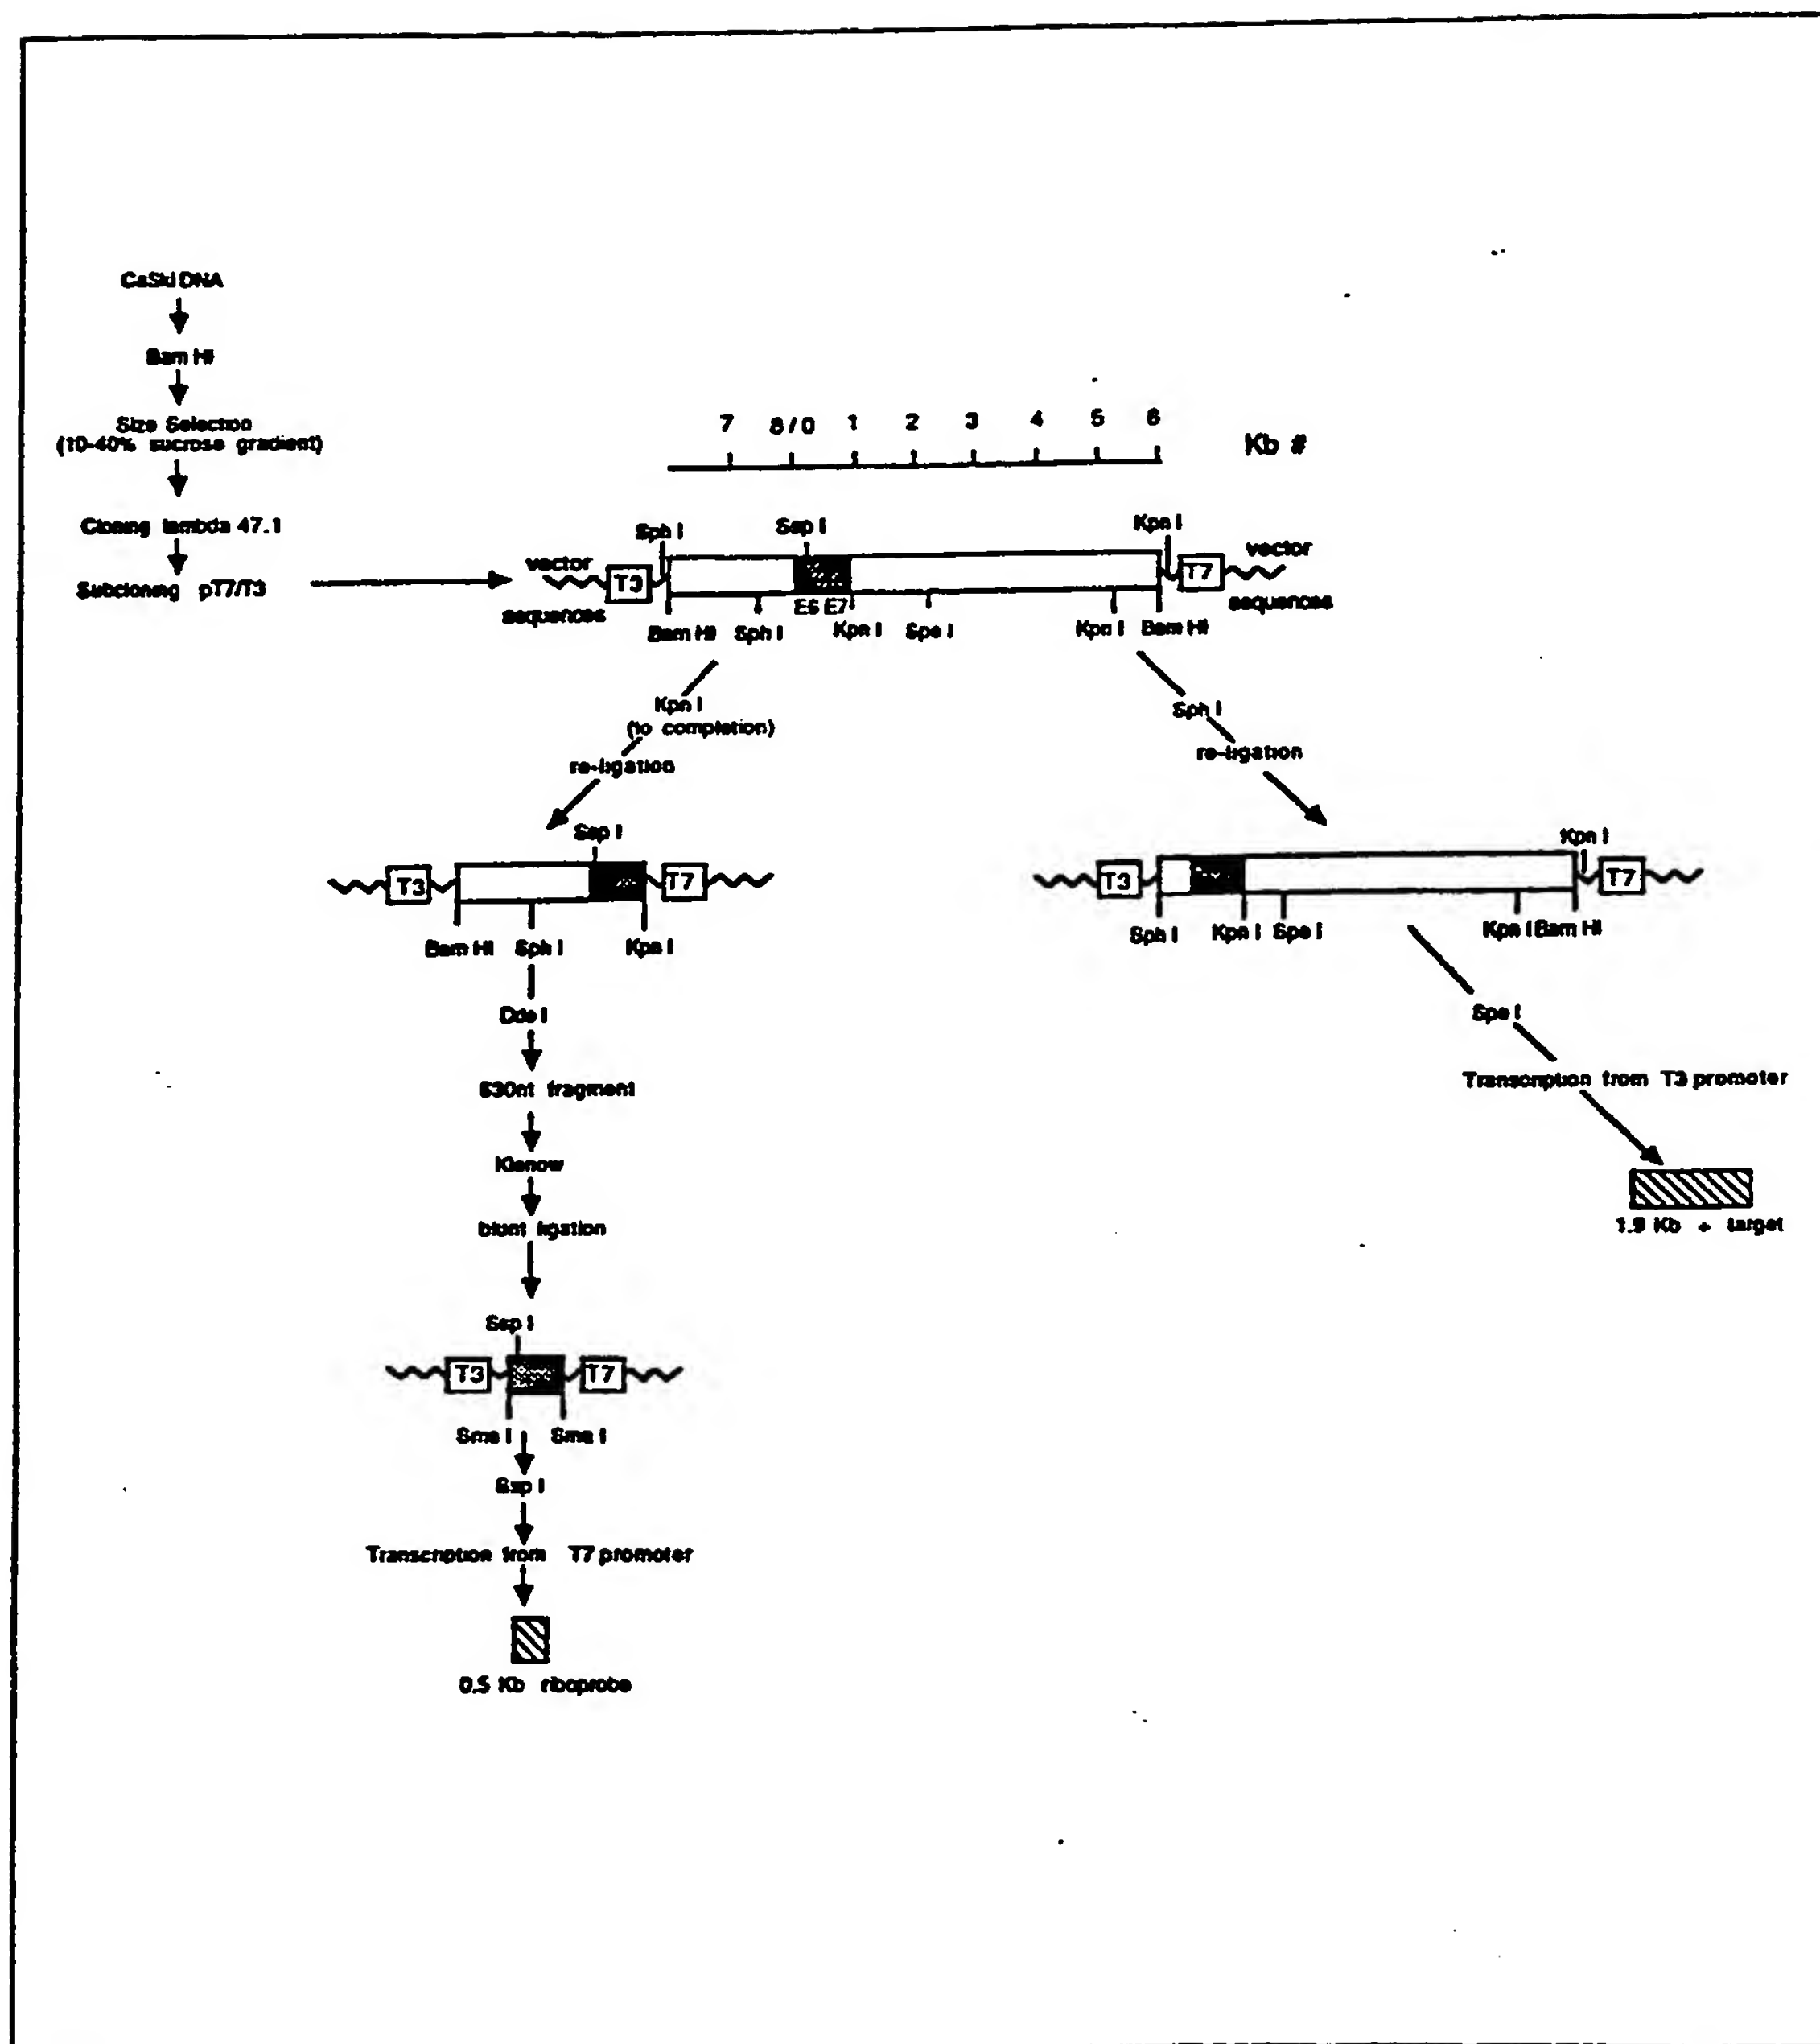 CaSki DNA
Bam HI
Size Selection
(10-40% sucrose gradient)
Cloning lambda 47.1
Subcloning pT7/T3
7 8/0 1 2 3 4 5 6
Kb #
Sph I
Ssp I
Kpn I
vector
sequences
T3
T7
vector
sequences
E6 E7
Bam HI Sph I Kpn I Spe I Kpn I Bam HI
Kpn I
(to completion)
re-ligation
Sph I
re-ligation
Ssp I
T3
T7
Bam HI Sph I Kpn I
Kpn I
T3
T7
Sph I Kpn I Spe I Kpn I Bam HI
Dde I
630nt fragment
Klenow
blunt ligation
Spe I
Transcription from T3 promoter
1.9 Kb + target
Ssp I
T3
T7
Sma I Sma I
Ssp I
Transcription from T7 promoter
0.5 Kb riboprobe